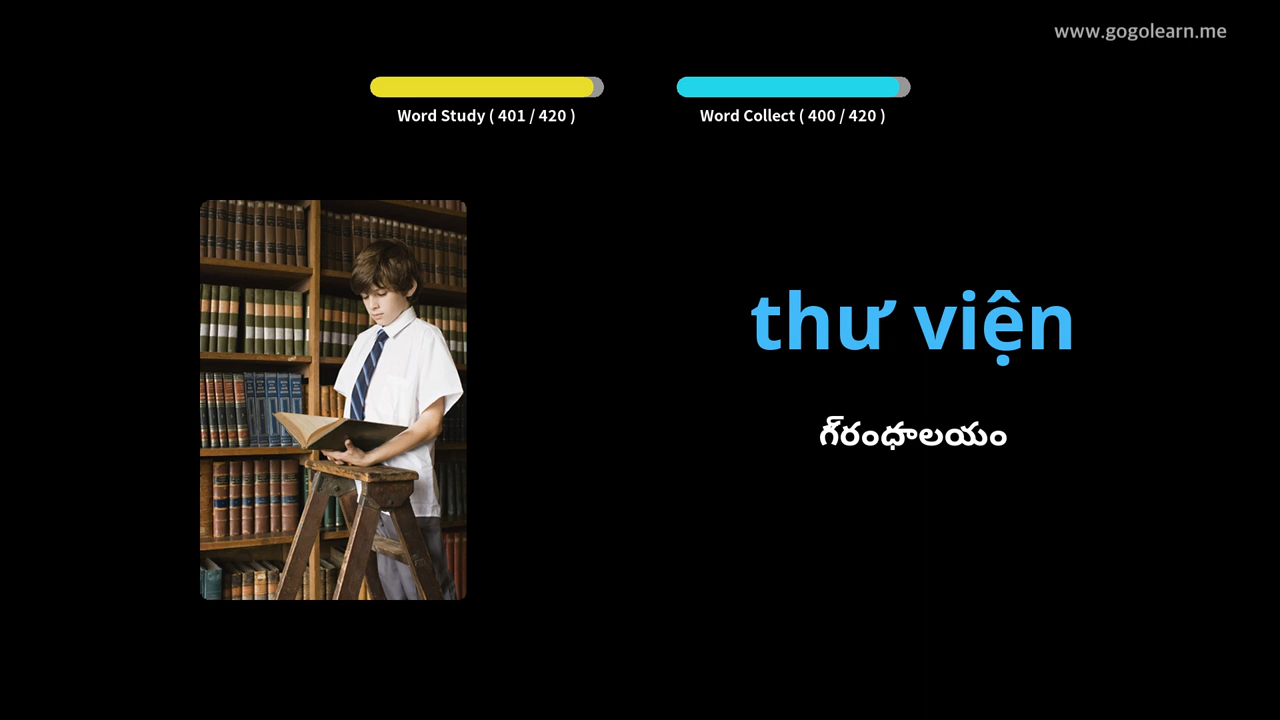 www.gogolearn.me
Word Study ( 401 / 420 )
Word Collect ( 400 / 420 )
thư viện
గ్రంధాలయం